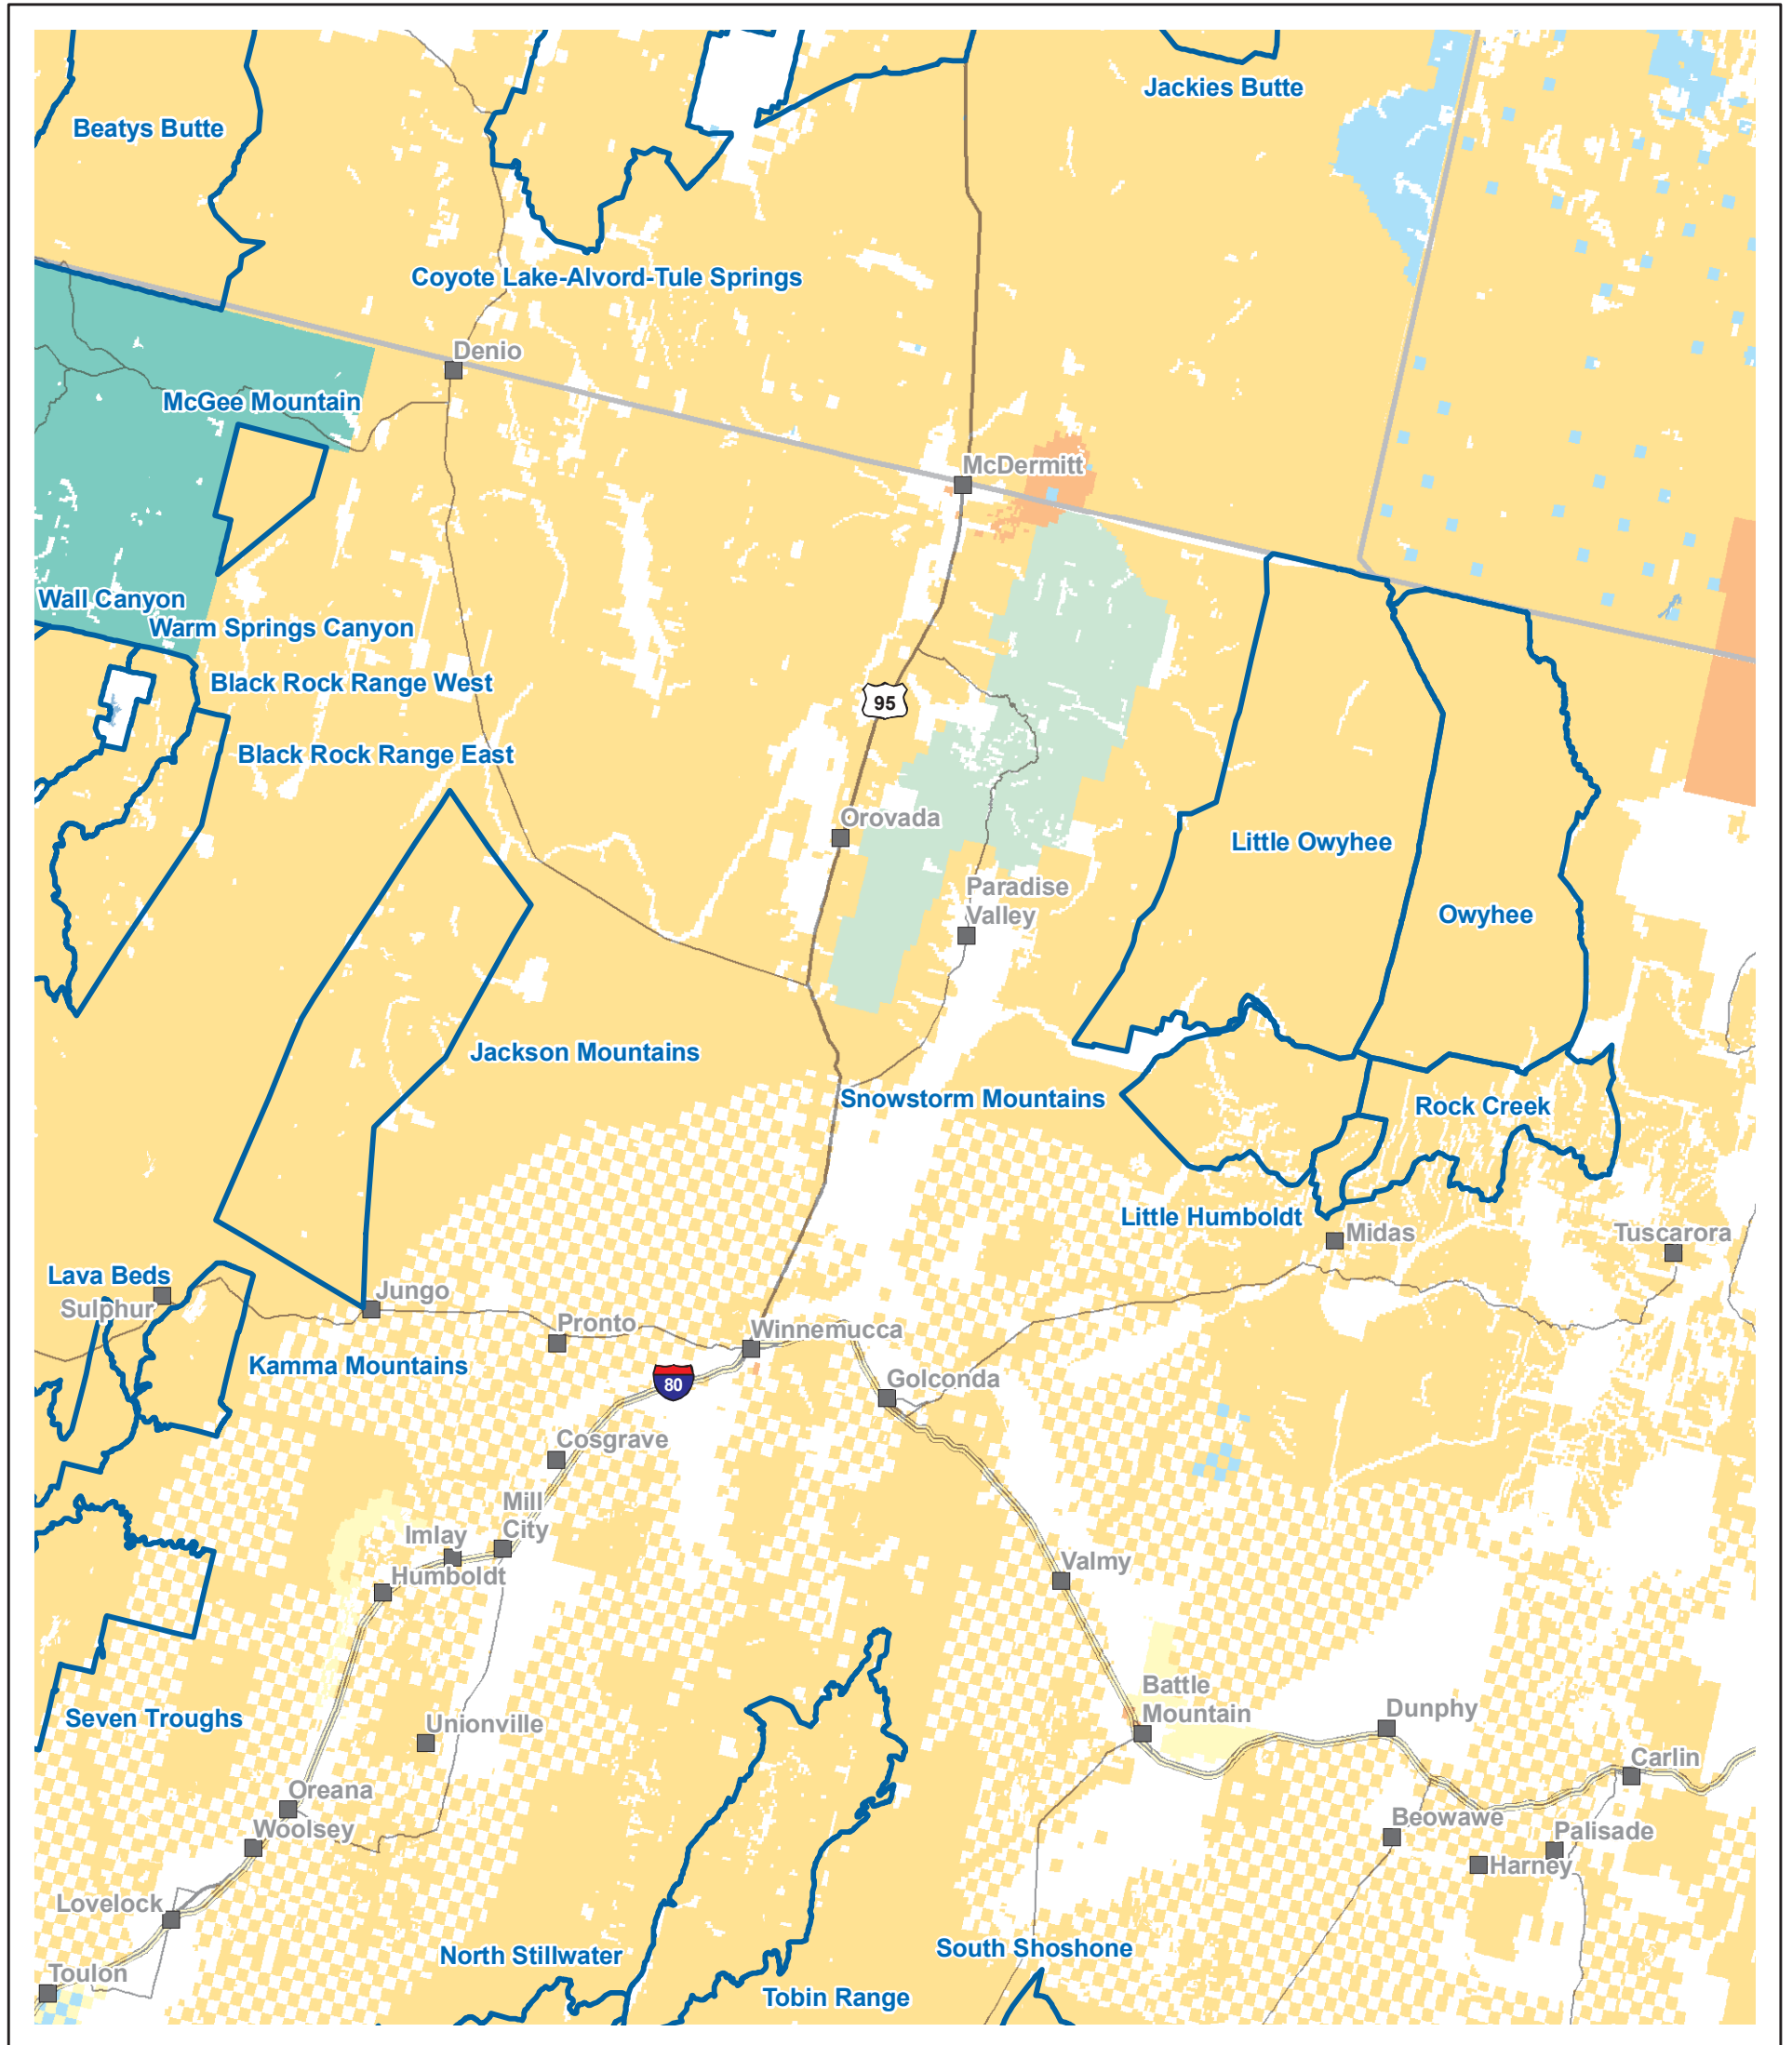 Jackies Butte
Beatys Butte
Coyote Lake-Alvord-Tule Springs
Denio
McGee Mountain
McDermitt
Wall Canyon
Warm Springs Canyon
Black Rock Range West
95
Black Rock Range East
Orovada
Little Owyhee
Paradise
Valley
Owyhee
Jackson Mountains
Snowstorm Mountains
Rock Creek
Little Humboldt
Midas
Tuscarora
Lava Beds
Sulphur
Jungo
Pronto
Winnemucca
Kamma Mountains
80
Golconda
Cosgrave
Mill
City
Imlay
Humboldt
Valmy
Battle
Mountain
Seven Troughs
Unionville
Dunphy
Carlin
Oreana
Woolsey
Beowawe
Palisade
Harney
Lovelock
North Stillwater
South Shoshone
Toulon
Tobin Range